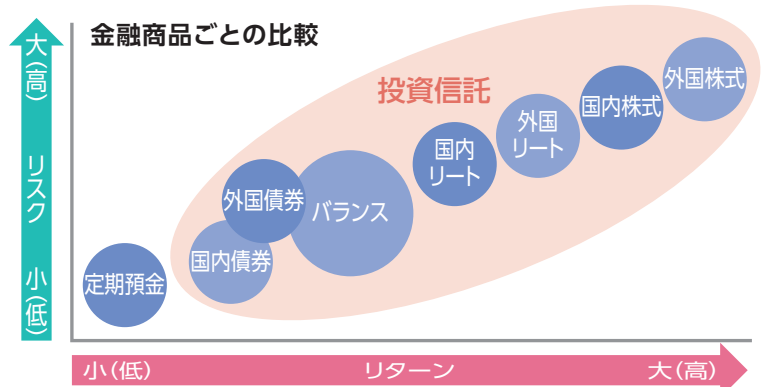 金融商品ごとの比較
大(高)
リスク
小(低)
投資信託
外国株式
国内株式
外国
リート
国内
リート
バランス
外国債券
国内債券
定期預金
小(低)
リターン
大(高)